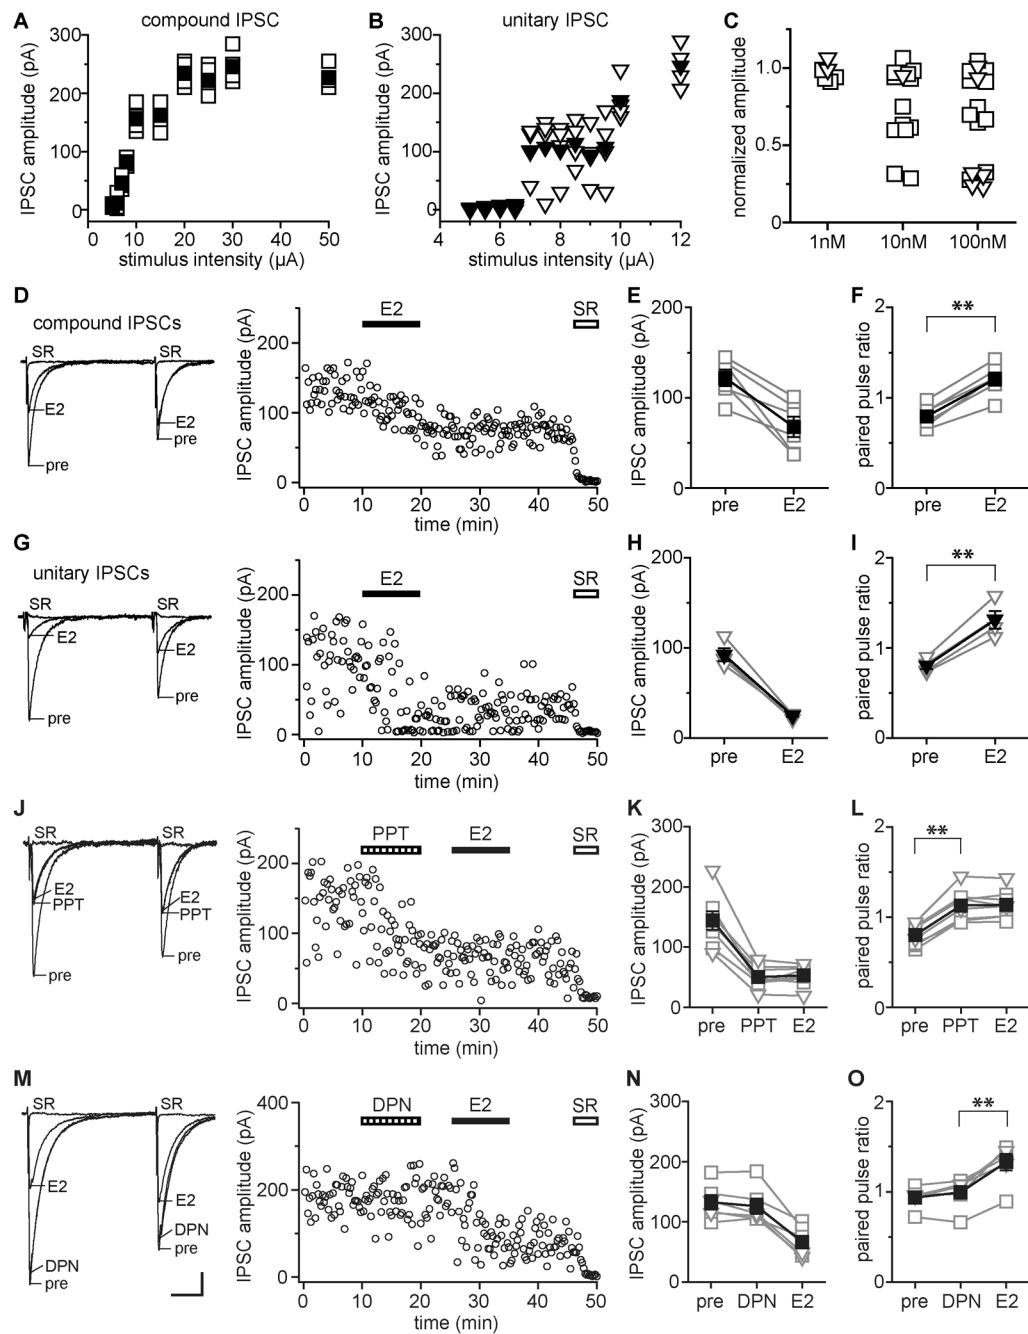 A compound IPSC
IPSC amplitude (pA)
300
200
100
0
0 10 20 30 40 50
stimulus intensity (µA)
B unitary IPSC
IPSC amplitude (pA)
300
200
100
0
4 6 8 10 12
stimulus intensity (µA)
C
normalized amplitude
1.0
0.5
0
1nM 10nM 100nM
D
compound IPSCs
SR SR
E2 E2
pre pre
IPSC amplitude (pA)
E2 SR
200
100
0
0 10 20 30 40 50
time (min)
E
IPSC amplitude (pA)
200
100
0
pre E2
F
paired pulse ratio
**
2
1
0
pre E2
G
unitary IPSCs
SR SR
E2 E2
pre pre
IPSC amplitude (pA)
E2 SR
200
100
0
0 10 20 30 40 50
time (min)
H
IPSC amplitude (pA)
200
100
0
pre E2
I
paired pulse ratio
**
2
1
0
pre E2
J
SR SR
E2 E2
PPT PPT
pre pre
IPSC amplitude (pA)
PPT E2 SR
200
100
0
0 10 20 30 40 50
time (min)
K
IPSC amplitude (pA)
300
200
100
0
pre PPT E2
L
paired pulse ratio
**
2
1
0
pre PPT E2
M
SR SR
E2 E2
DPN DPN
pre pre
IPSC amplitude (pA)
DPN E2 SR
400
200
0
0 10 20 30 40 50
time (min)
N
IPSC amplitude (pA)
300
200
100
0
pre DPN E2
O
paired pulse ratio
**
2
1
0
pre DPN E2